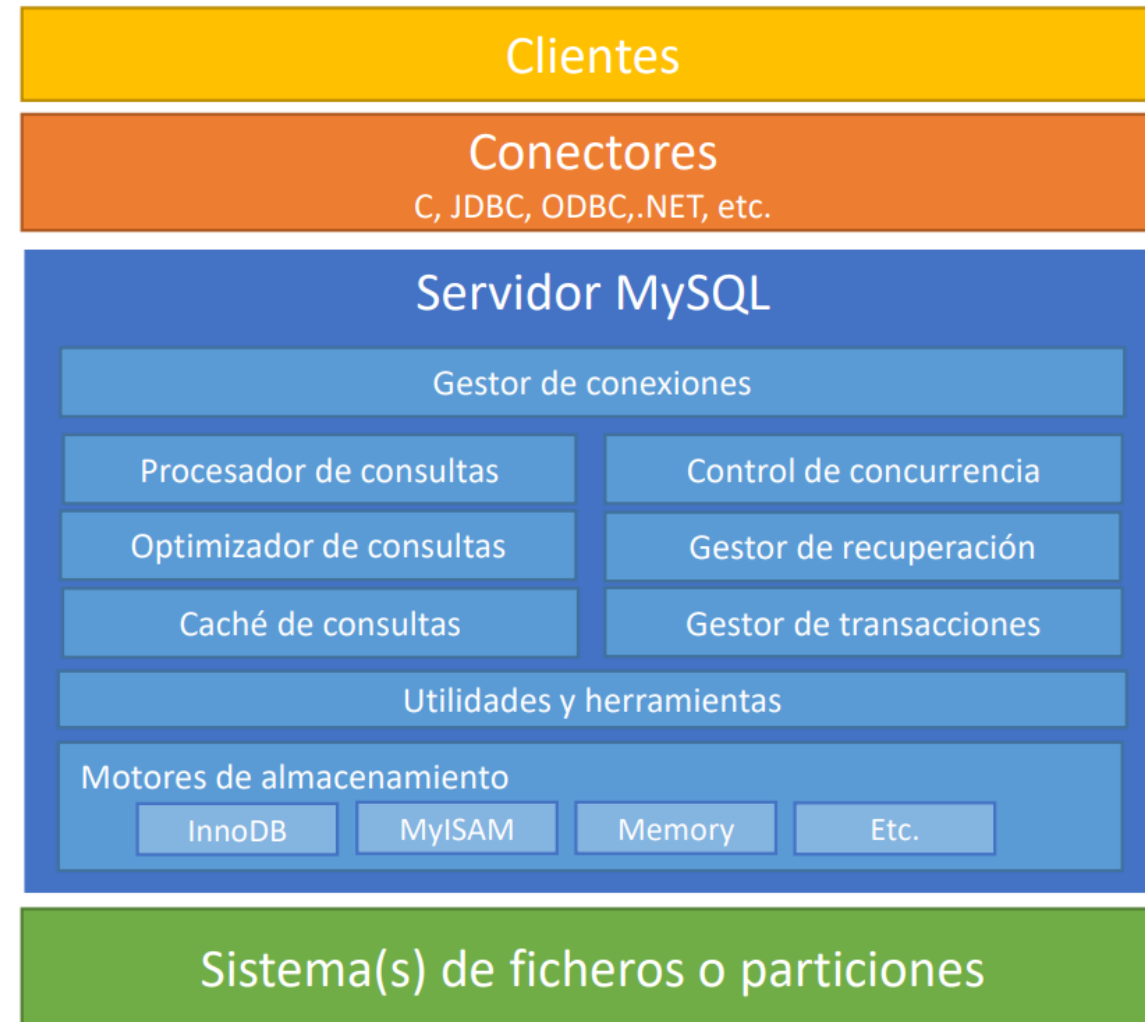 Clientes
Conectores
C, JDBC, ODBC,.NET, etc.
Servidor MySQL
Gestor de conexiones
Procesador de consultas
Control de concurrencia
Optimizador de consultas
Gestor de recuperación
Caché de consultas
Gestor de transacciones
Utilidades y herramientas
Motores de almacenamiento
InnoDB
MyISAM
Memory
Etc.
Sistema(s) de ficheros o particiones